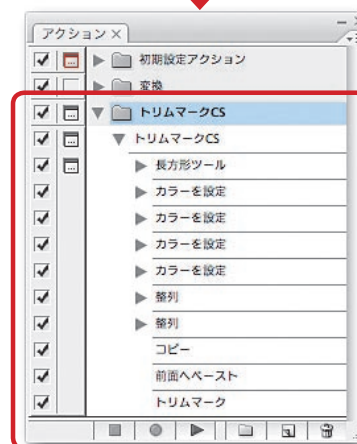 アクション ×
初期設定アクション
変換
トリムマークCS
トリムマークCS
長方形ツール
カラーを設定
カラーを設定
カラーを設定
カラーを設定
整列
整列
コピー
前面へペースト
トリムマーク